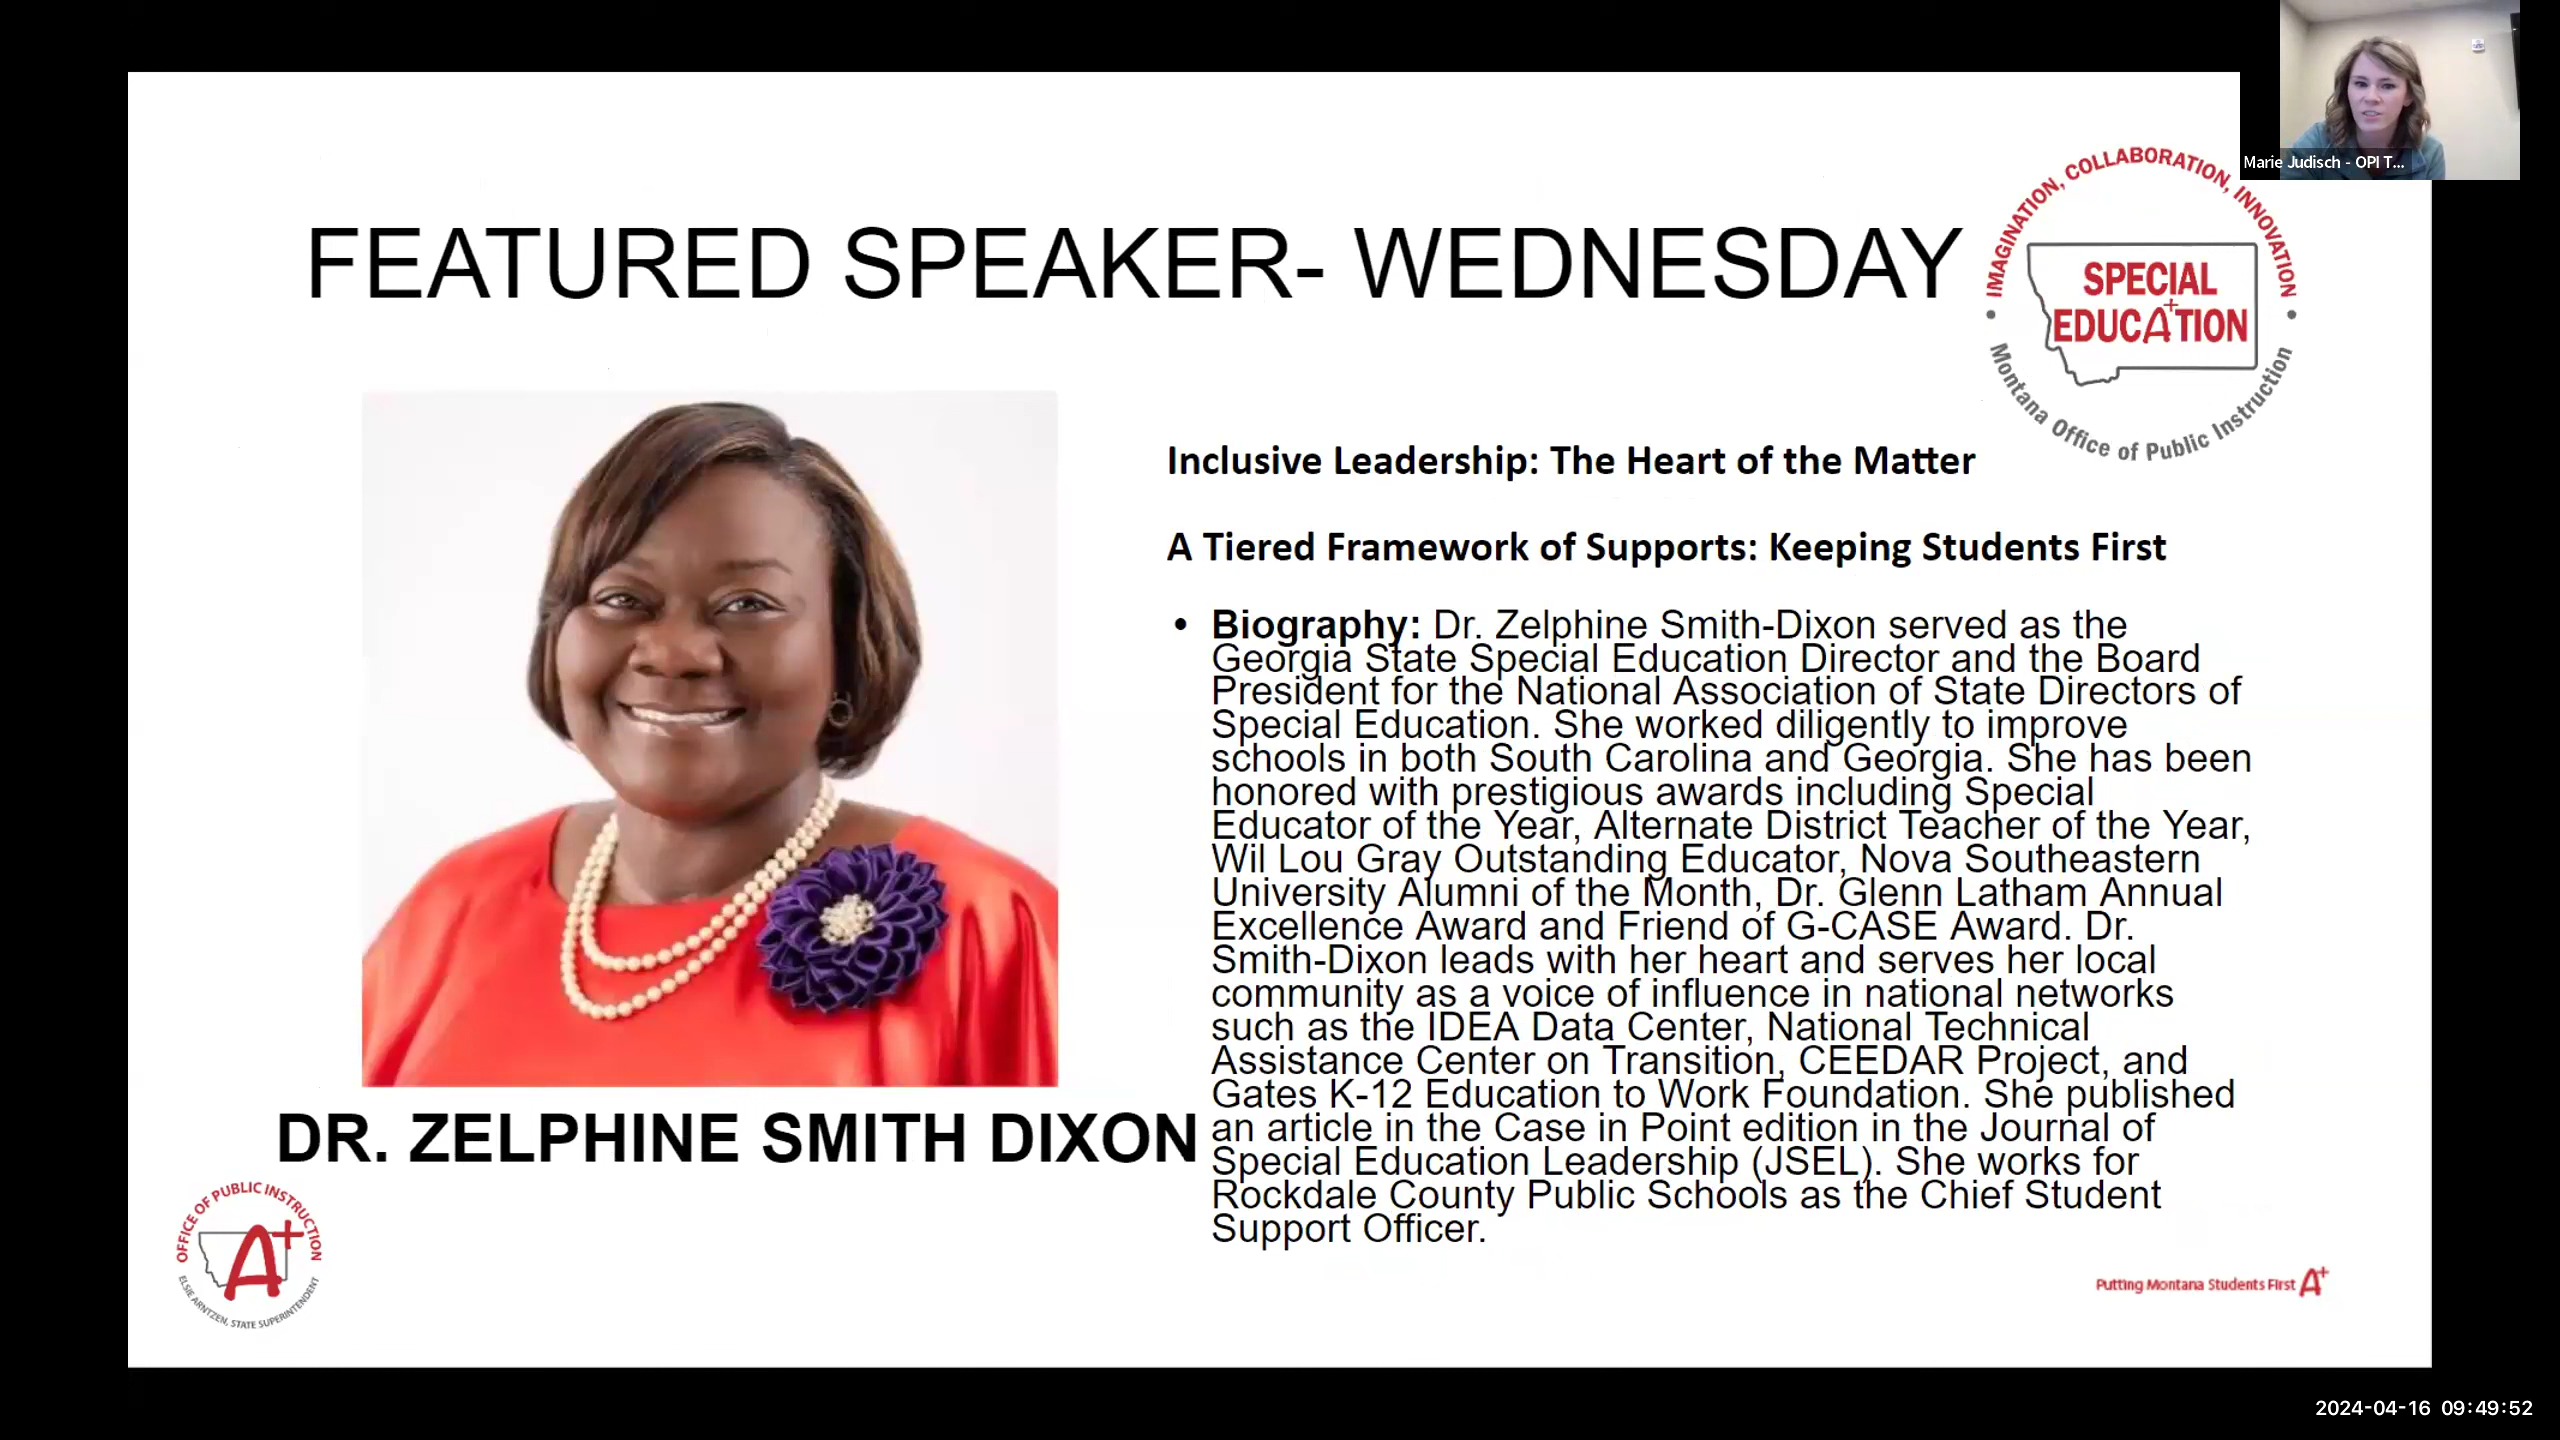 Marie Judisch - OPI T...
FEATURED SPEAKER- WEDNESDAY
IMAGINATION, COLLABORATION, INNOVATION
SPECIAL
EDUCATION
Montana Office of Public Instruction
Inclusive Leadership: The Heart of the Matter
A Tiered Framework of Supports: Keeping Students First
• Biography: Dr. Zelphine Smith-Dixon served as the
Georgia State Special Education Director and the Board
President for the National Association of State Directors of
Special Education. She worked diligently to improve
schools in both South Carolina and Georgia. She has been
honored with prestigious awards including Special
Educator of the Year, Alternate District Teacher of the Year,
Wil Lou Gray Outstanding Educator, Nova Southeastern
University Alumni of the Month, Dr. Glenn Latham Annual
Excellence Award and Friend of G-CASE Award. Dr.
Smith-Dixon leads with her heart and serves her local
community as a voice of influence in national networks
such as the IDEA Data Center, National Technical
Assistance Center on Transition, CEEDAR Project, and
Gates K-12 Education to Work Foundation. She published
an article in the Case in Point edition in the Journal of
Special Education Leadership (JSEL). She works for
Rockdale County Public Schools as the Chief Student
Support Officer.
DR. ZELPHINE SMITH DIXON
OFFICE OF PUBLIC INSTRUCTION
A+
ELSIE ARNTZEN, STATE SUPERINTENDENT
Putting Montana Students First A+
2024-04-16 09:49:52